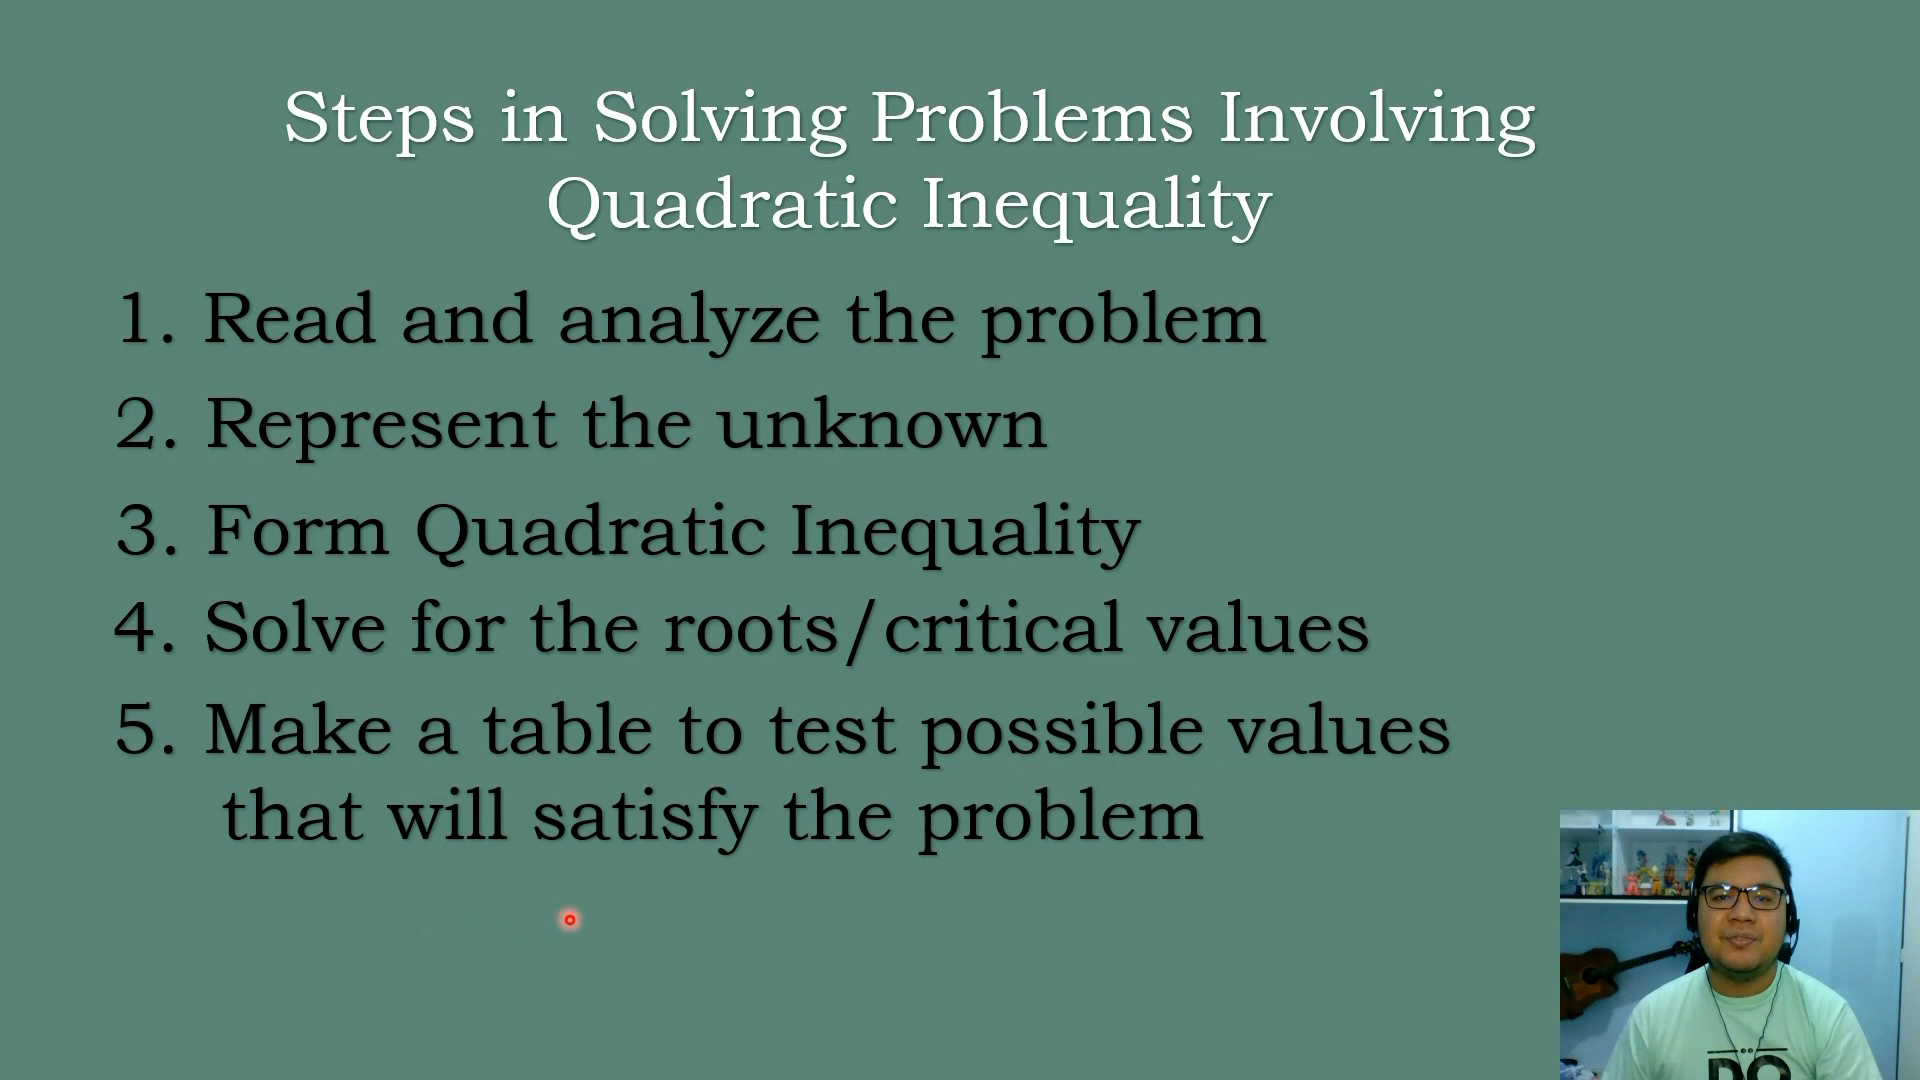 Steps in Solving Problems Involving
Quadratic Inequality
1. Read and analyze the problem
2. Represent the unknown
3. Form Quadratic Inequality
4. Solve for the roots/critical values
5. Make a table to test possible values
that will satisfy the problem